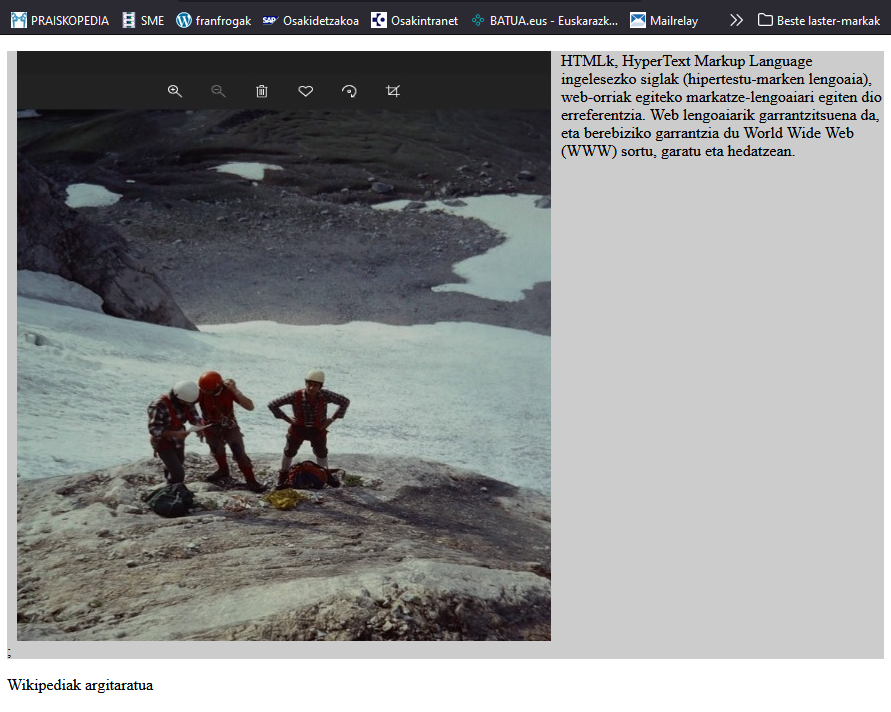 PRAISKOPEDIA SME franfrogak SAP Osakidetzakoa Osakintranet BATUA.eus - Euskarazk... Mailrelay Beste laster-markak
HTMLk, HyperText Markup Language
ingelesezko siglak (hipertestu-marken lengoaia),
web-orriak egiteko markatze-lengoaiari egiten dio
erreferentzia. Web lengoaiarik garrantzitsuena da,
eta berebiziko garrantzia du World Wide Web
(WWW) sortu, garatu eta hedatzean.
;
Wikipediak argitaratua